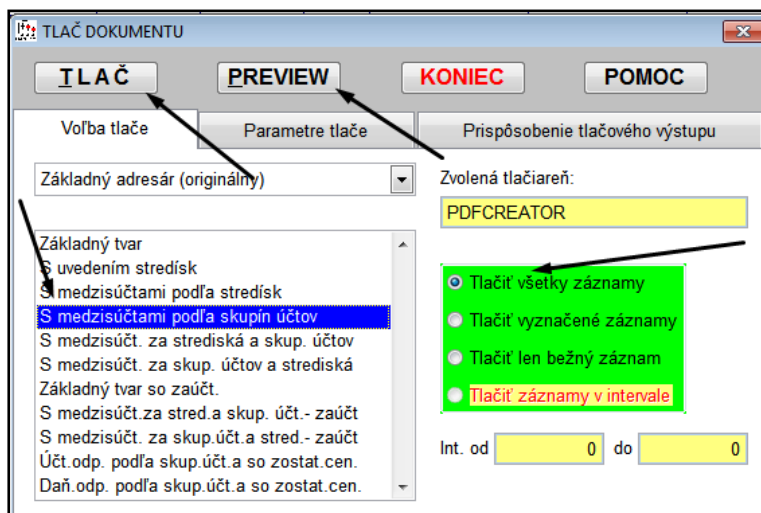 TLAČ DOKUMENTU
TLAČ PREVIEW KONIEC POMOC
Voľba tlače Parametre tlače Prispôsobenie tlačového výstupu
Základný adresár (originálny)
Zvolená tlačiareň:
PDFCREATOR
Základný tvar
S uvedením stredísk
S medzisúčtami podľa stredísk
S medzisúčtami podľa skupín účtov
S medzisúčt. za strediská a skup. účtov
S medzisúčt. za skup. účtov a strediská
Základný tvar so zaúčt.
S medzisúčt.za stred.a skup. účt.- zaúčt
S medzisúčt. za skup.účt.a stred.- zaúčt
Účt.odp. podľa skup.účt.a so zostat.cen.
Daň.odp. podľa skup.účt.a so zostat.cen.
Tlačiť všetky záznamy
Tlačiť vyznačené záznamy
Tlačiť len bežný záznam
Tlačiť záznamy v intervale
Int. od 0 do 0